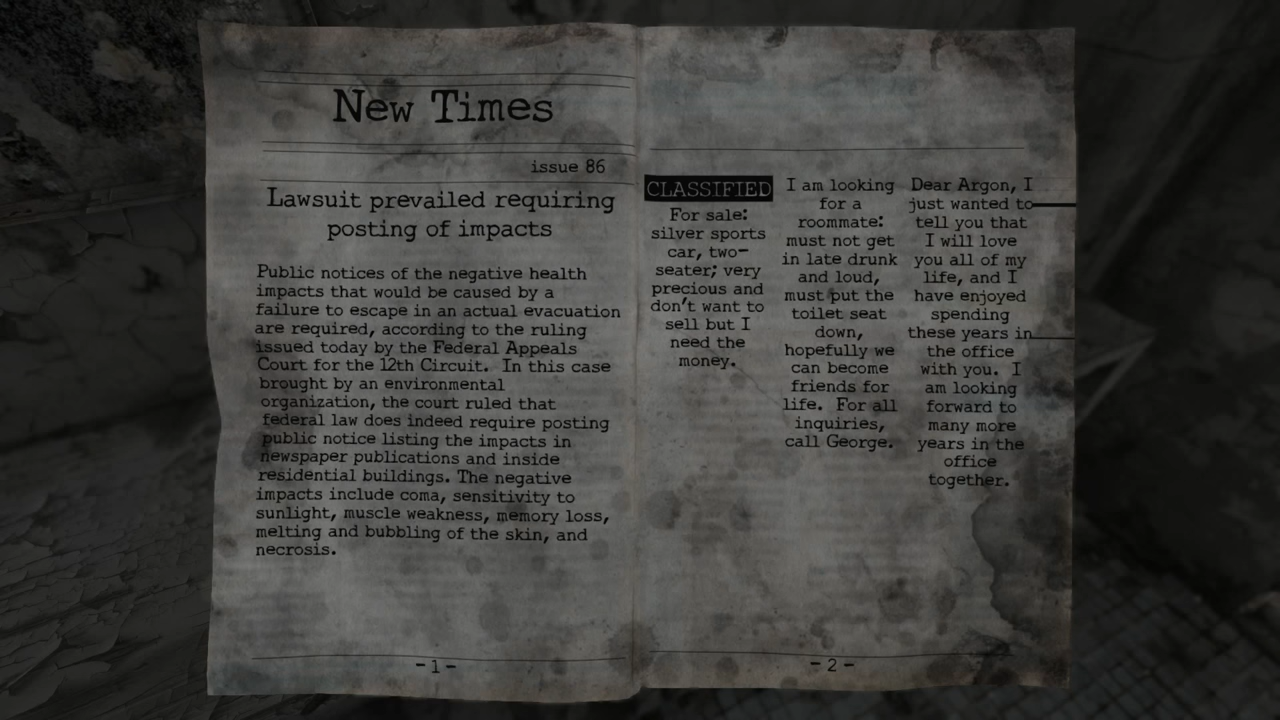 New Times
issue 86
Lawsuit prevailed requiring
posting of impacts
Public notices of the negative health
impacts that would be caused by a
failure to escape in an actual evacuation
are required, according to the ruling
issued today by the Federal Appeals
Court for the 12th Circuit. In this case
brought by an environmental
organization, the court ruled that
federal law does indeed require posting
public notice listing the impacts in
newspaper publications and inside
residential buildings. The negative
impacts include coma, sensitivity to
sunlight, muscle weakness, memory loss,
melting and bubbling of the skin, and
necrosis.
-1-
CLASSIFIED
For sale:
silver sports
car, two-
seater; very
precious and
don't want to
sell but I
need the
money.
I am looking
for a
roommate:
must not get
in late drunk
and loud,
must put the
toilet seat
down,
hopefully we
can become
friends for
life. For all
inquiries,
call George.
Dear Argon, I
just wanted to
tell you that
I will love
you all of my
life, and I
have enjoyed
spending
these years in
the office
with you. I
am looking
forward to
many more
years in the
office
together.
-2-